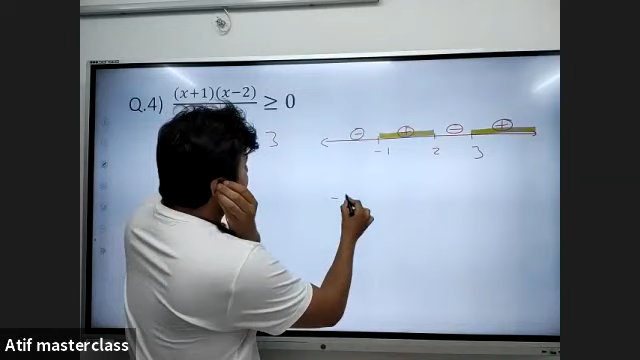 Q.4) (x+1)(x−2) ≥ 0
3
⊖ ⊕ ⊖ ⊕
-1 2 3
-
Atif masterclass